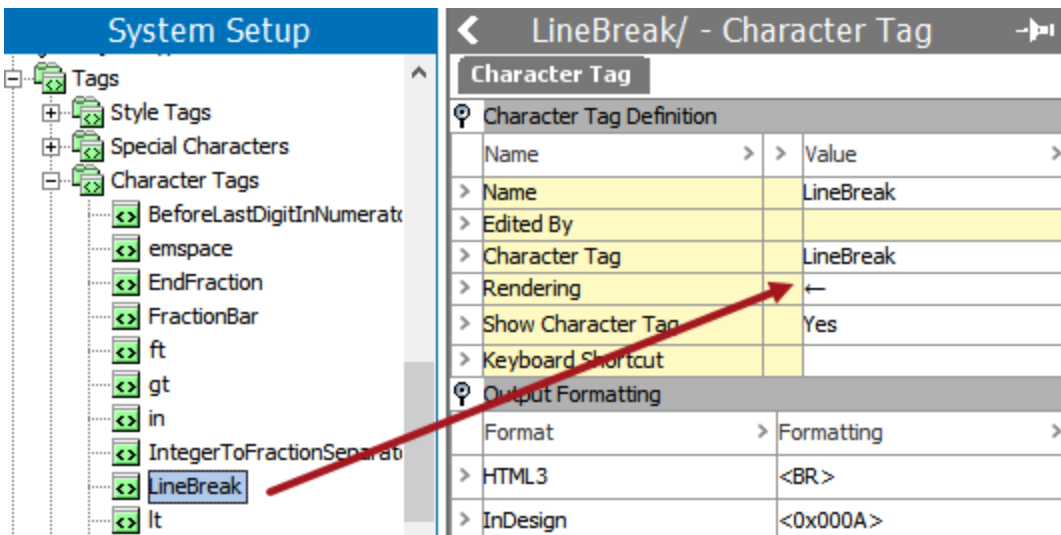 System Setup
Tags
Style Tags
Special Characters
Character Tags
BeforeLastDigitInNumerato
emspace
EndFraction
FractionBar
ft
gt
in
IntegerToFractionSeparato
LineBreak
lt
LineBreak/ - Character Tag
Character Tag
Character Tag Definition
Name > > Value >
> Name LineBreak
> Edited By
> Character Tag LineBreak
> Rendering ←
> Show Character Tag Yes
> Keyboard Shortcut
Output Formatting
Format > Formatting >
> HTML3 <BR>
> InDesign <0x000A>